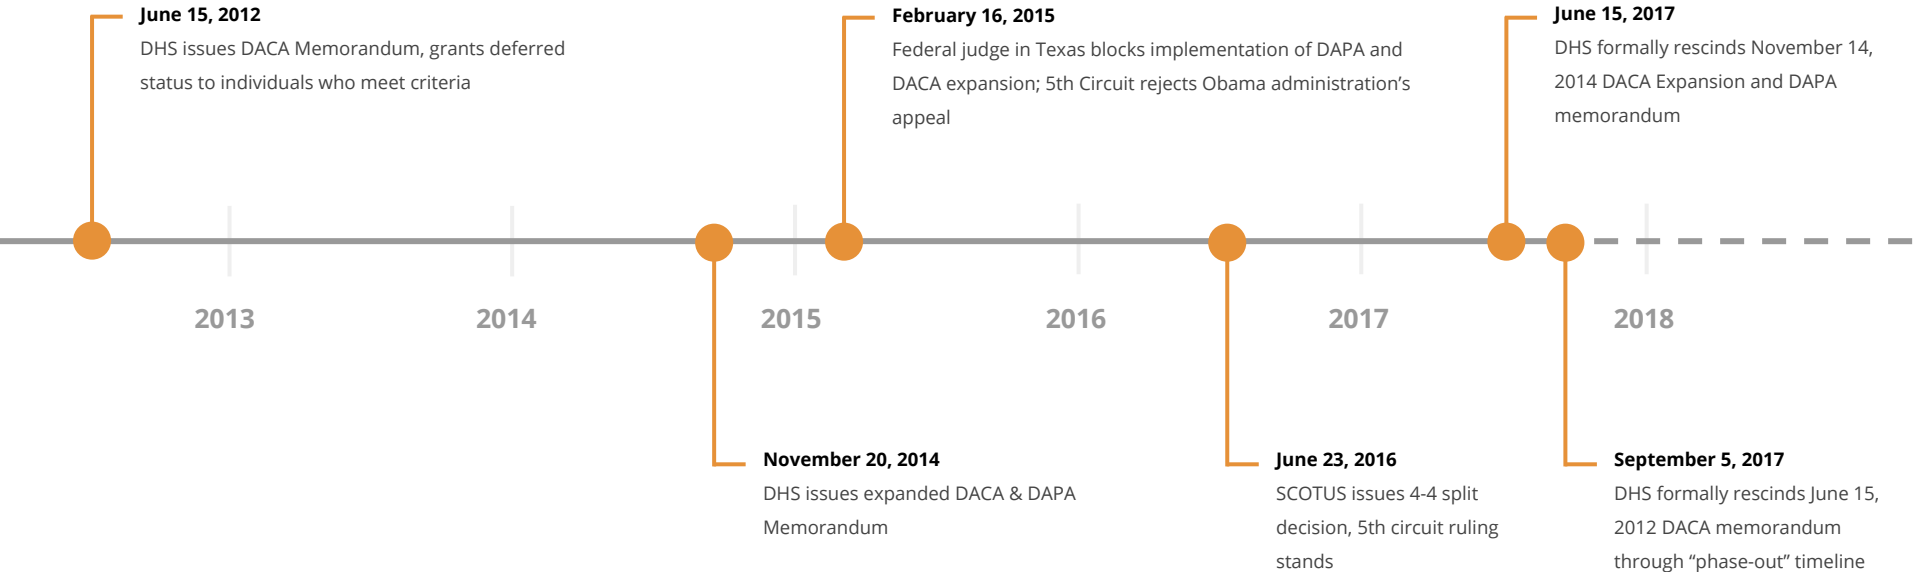 June 15, 2012
DHS issues DACA Memorandum, grants deferred
status to individuals who meet criteria
February 16, 2015
Federal judge in Texas blocks implementation of DAPA and
DACA expansion; 5th Circuit rejects Obama administration’s
appeal
June 15, 2017
DHS formally rescinds November 14,
2014 DACA Expansion and DAPA
memorandum
2013
2014
2015
2016
2017
2018
November 20, 2014
DHS issues expanded DACA & DAPA
Memorandum
June 23, 2016
SCOTUS issues 4-4 split
decision, 5th circuit ruling
stands
September 5, 2017
DHS formally rescinds June 15,
2012 DACA memorandum
through “phase-out” timeline